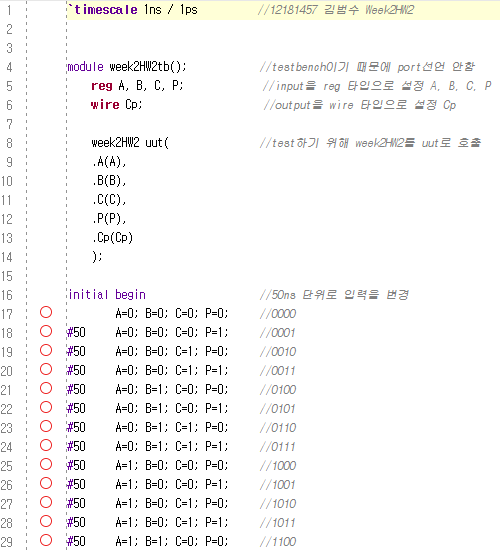 1 `timescale 1ns / 1ps //12181457 김범수 Week2HW2
2
3
4 module week2HW2tb(); //testbench이기 때문에 port선언 안함
5 reg A, B, C, P; //input을 reg 타입으로 설정 A, B, C, P
6 wire Cp; //output을 wire 타입으로 설정 Cp
7
8 week2HW2 uut( //test하기 위해 week2HW2를 uut로 호출
9 .A(A),
10 .B(B),
11 .C(C),
12 .P(P),
13 .Cp(Cp)
14 );
15
16 initial begin //50ns 단위로 입력을 변경
17 A=0; B=0; C=0; P=0; //0000
18 #50 A=0; B=0; C=0; P=1; //0001
19 #50 A=0; B=0; C=1; P=0; //0010
20 #50 A=0; B=0; C=1; P=1; //0011
21 #50 A=0; B=1; C=0; P=0; //0100
22 #50 A=0; B=1; C=0; P=1; //0101
23 #50 A=0; B=1; C=1; P=0; //0110
24 #50 A=0; B=1; C=1; P=1; //0111
25 #50 A=1; B=0; C=0; P=0; //1000
26 #50 A=1; B=0; C=0; P=1; //1001
27 #50 A=1; B=0; C=1; P=0; //1010
28 #50 A=1; B=0; C=1; P=1; //1011
29 #50 A=1; B=1; C=0; P=0; //1100